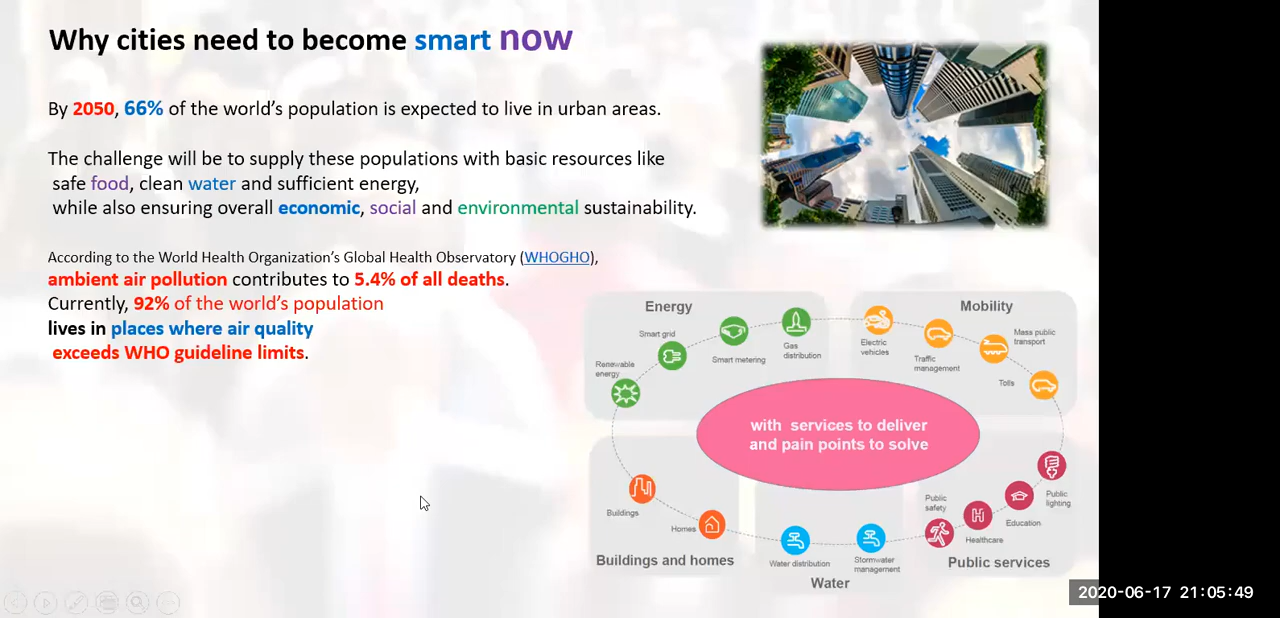 Why cities need to become smart now
By 2050, 66% of the world's population is expected to live in urban areas.
The challenge will be to supply these populations with basic resources like
safe food, clean water and sufficient energy,
while also ensuring overall economic, social and environmental sustainability.
According to the World Health Organization's Global Health Observatory (WHOGHO),
ambient air pollution contributes to 5.4% of all deaths.
Currently, 92% of the world's population
lives in places where air quality
exceeds WHO guideline limits.
Energy
Smart grid
Renewable
energy
Smart metering
Gas
distribution
Mobility
Electric
vehicles
Traffic
management
Mass public
transport
Tolls
with services to deliver
and pain points to solve
Buildings
Homes
Buildings and homes
Water distribution
Stormwater
management
Water
Public
safety
Healthcare
Education
Public
lighting
Public services
2020-06-17 21:05:49